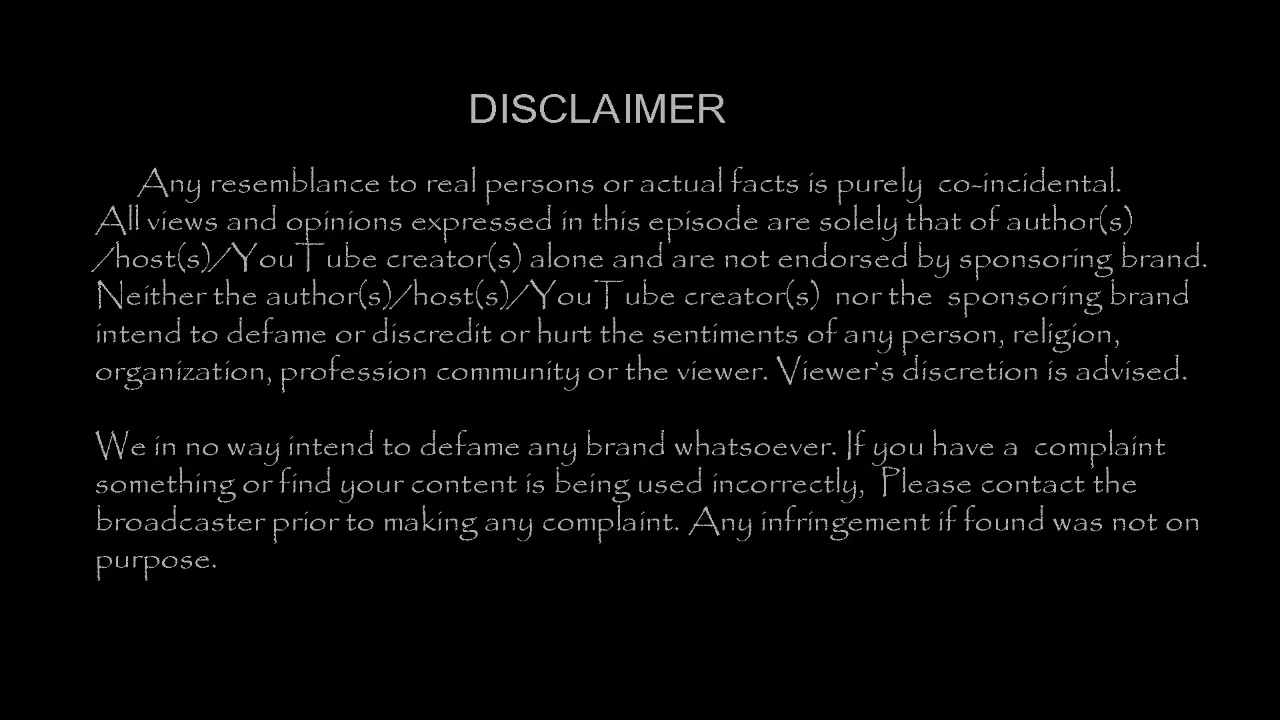 DISCLAIMER
Any resemblance to real persons or actual facts is purely co-incidental.
All views and opinions expressed in this episode are solely that of author(s)
/host(s)/YouTube creator(s) alone and are not endorsed by sponsoring brand.
Neither the author(s)/host(s)/YouTube creator(s) nor the sponsoring brand
intend to defame or discredit or hurt the sentiments of any person, religion,
organization, profession community or the viewer. Viewer's discretion is advised.
We in no way intend to defame any brand whatsoever. If you have a complaint
something or find your content is being used incorrectly, Please contact the
broadcaster prior to making any complaint. Any infringement if found was not on
purpose.